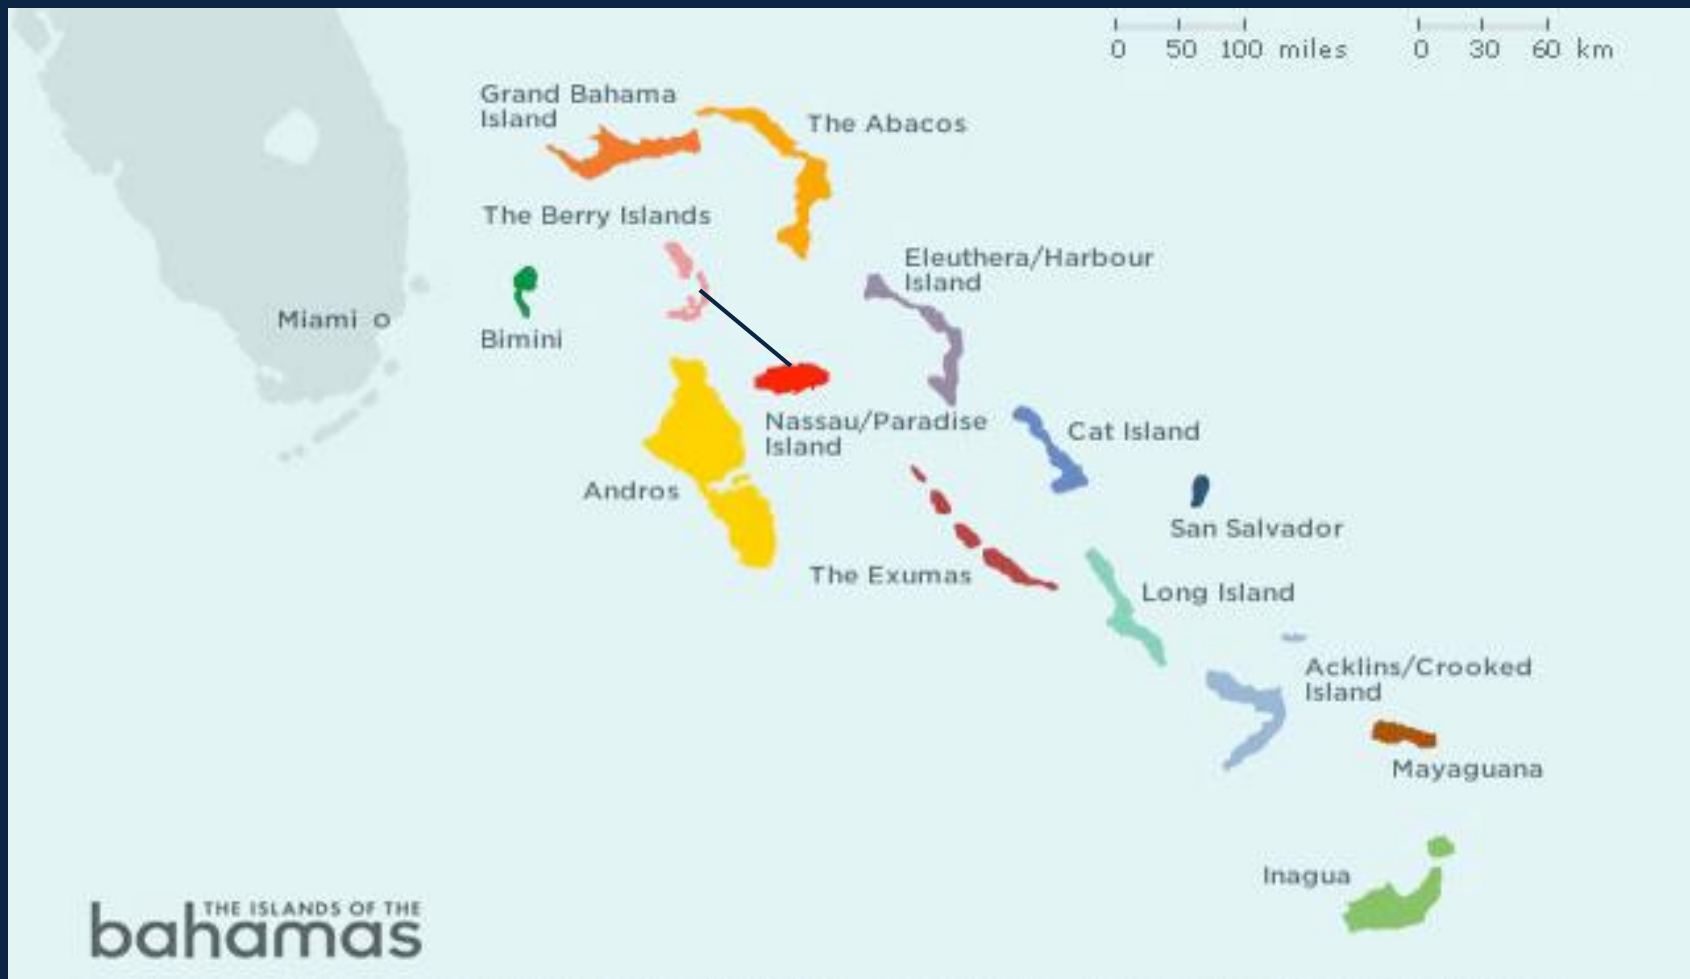 0 50 100 miles
0 30 60 km
Grand Bahama
Island
The Abacos
The Berry Islands
Eleuthera/Harbour
Island
Miami
Bimini
Nassau/Paradise
Island
Cat Island
Andros
San Salvador
The Exumas
Long Island
Acklins/Crooked
Island
Mayaguana
Inagua
THE ISLANDS OF THE
bahamas